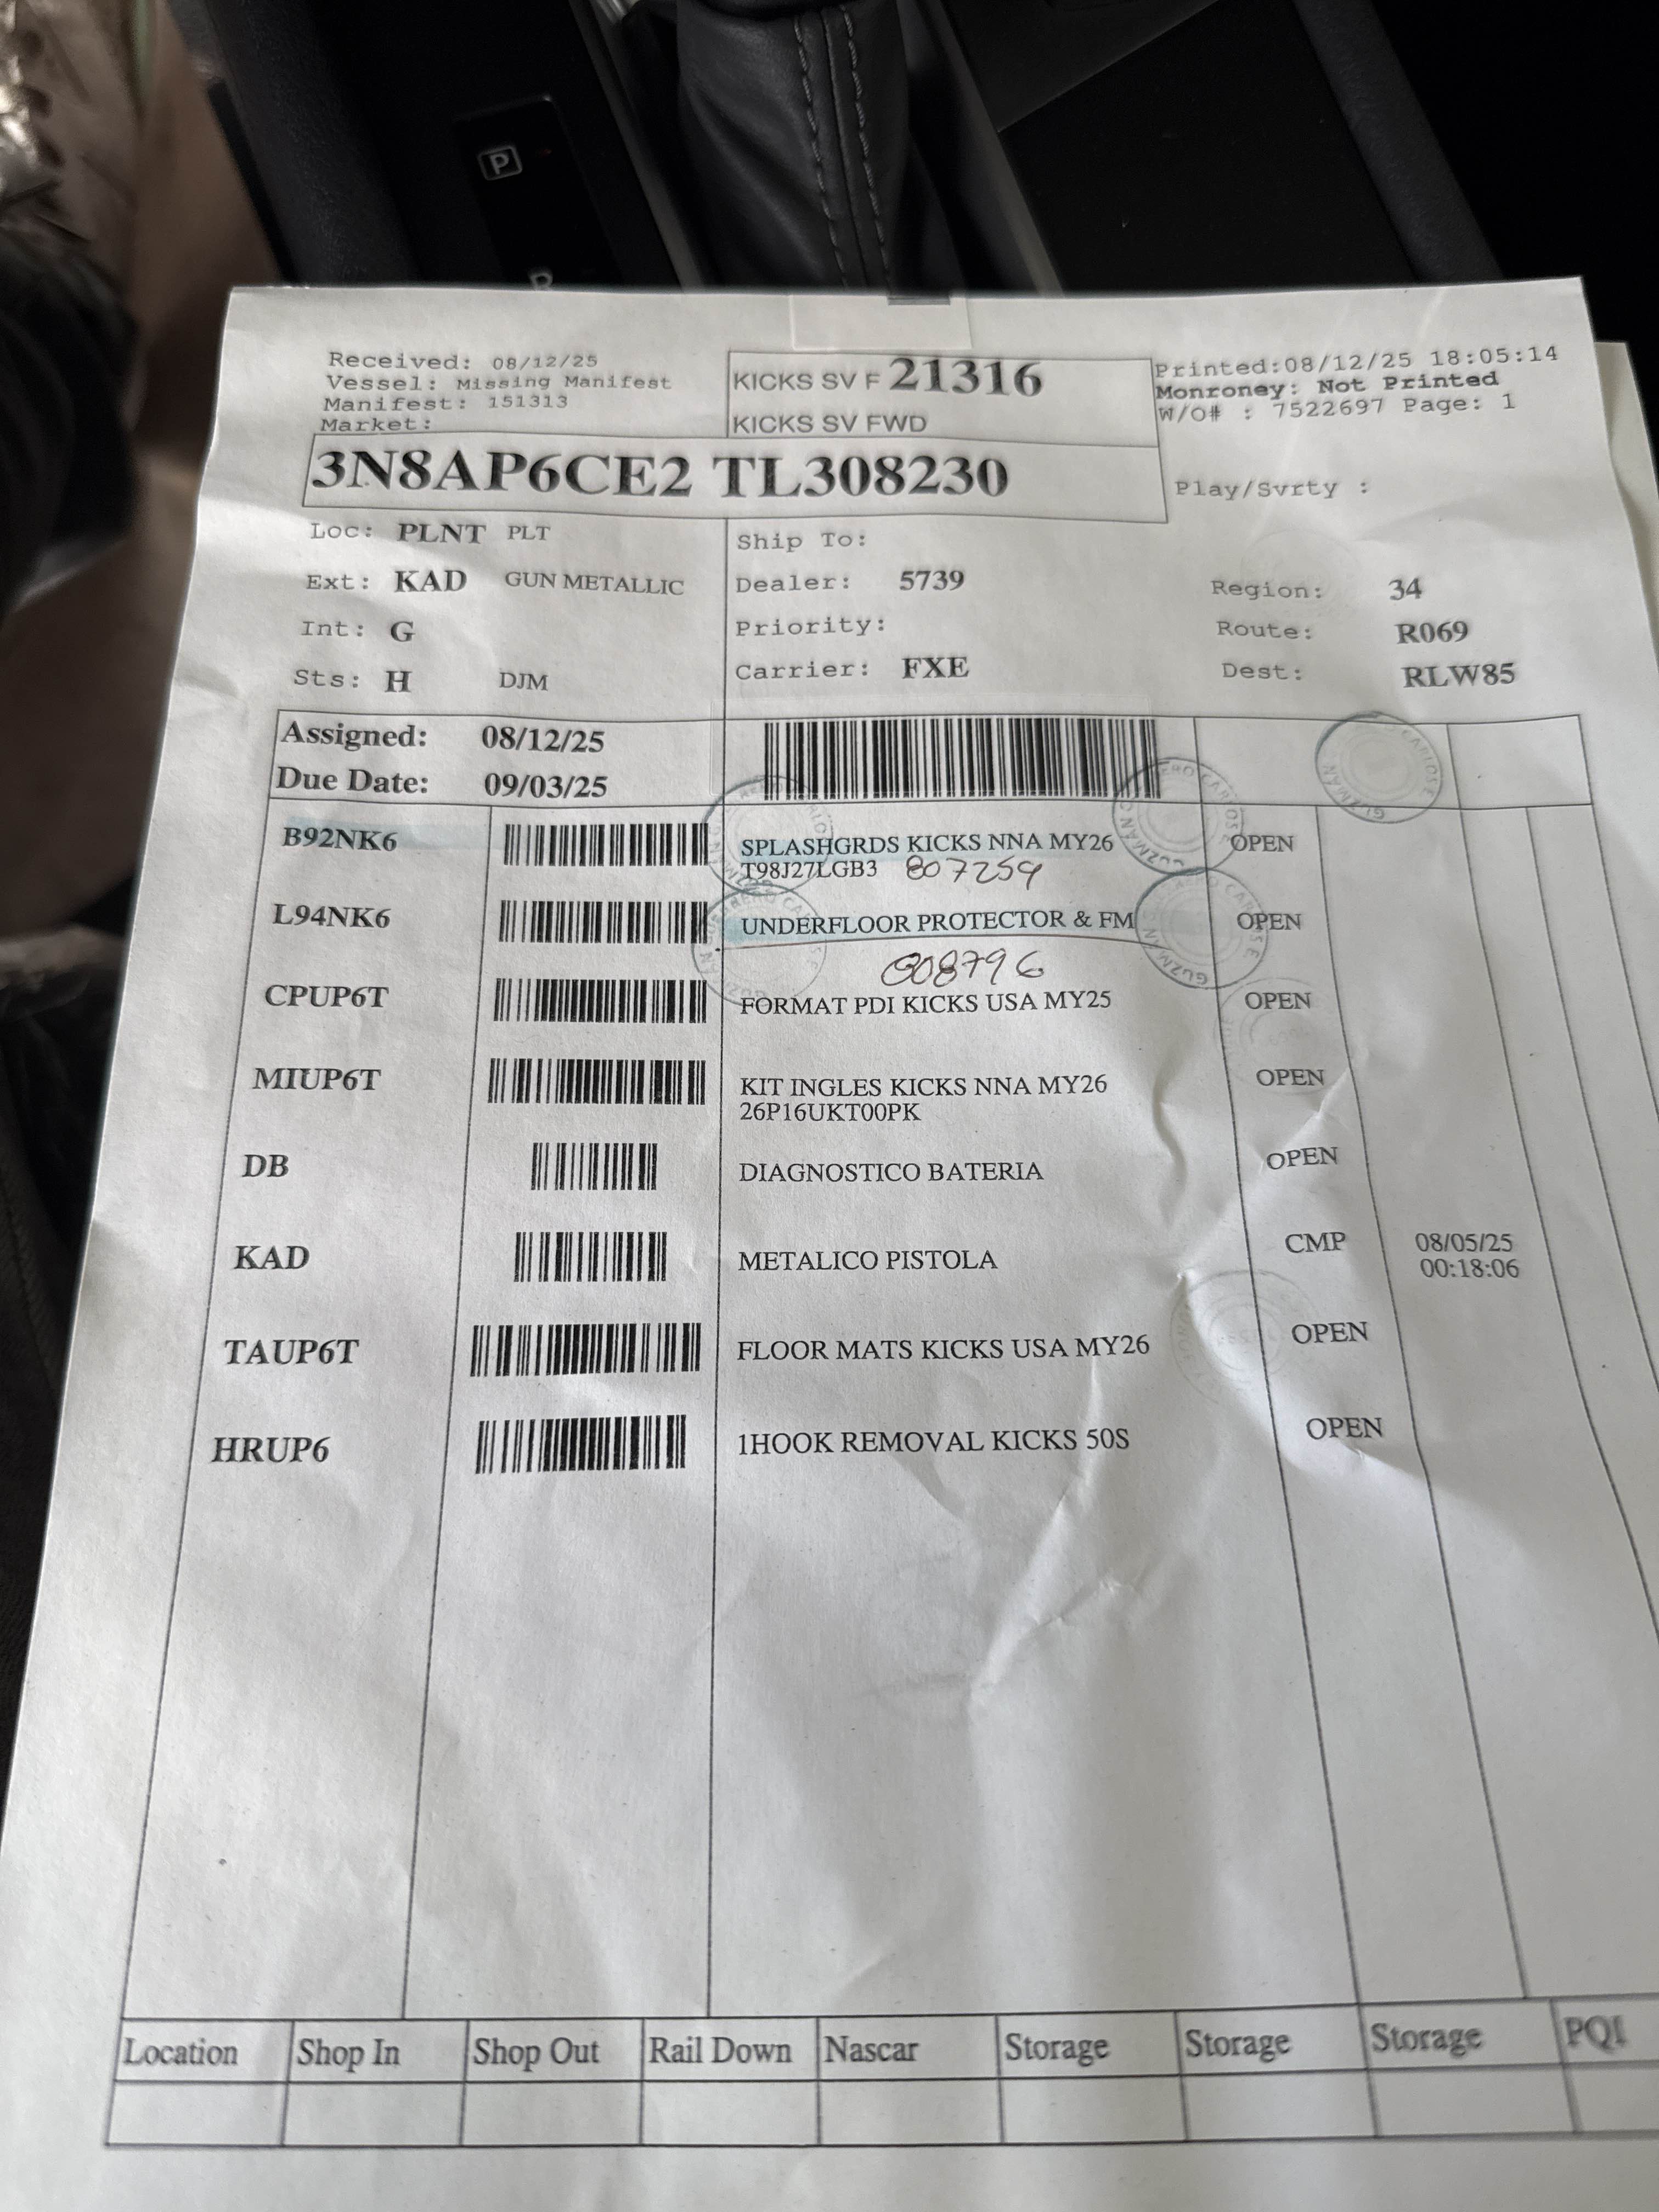 P
R
Received: 08/12/25
Vessel: Missing Manifest
Manifest: 151313
Market:
KICKS SV F 21316
KICKS SV FWD
Printed:08/12/25 18:05:14
Monroney: Not Printed
W/O# : 7522697 Page: 1
3N8AP6CE2 TL308230
Play/Svrty :
Loc: PLNT PLT
Ship To:
Ext: KAD GUN METALLIC
Dealer: 5739
Region: 34
Int: G
Priority:
Route: R069
Sts: H DJM
Carrier: FXE
Dest: RLW85
Assigned: 08/12/25
Due Date: 09/03/25
B92NK6 SPLASHGRDS KICKS NNA MY26 OPEN
T98J27LGB3 807259
L94NK6 UNDERFLOOR PROTECTOR & FM OPEN
008796
CPUP6T FORMAT PDI KICKS USA MY25 OPEN
MIUP6T KIT INGLES KICKS NNA MY26 OPEN
26P16UKT00PK
DB DIAGNOSTICO BATERIA OPEN
KAD METALICO PISTOLA CMP 08/05/25
00:18:06
TAUP6T FLOOR MATS KICKS USA MY26 OPEN
HRUP6 1HOOK REMOVAL KICKS 50S OPEN
Location Shop In Shop Out Rail Down Nascar Storage Storage Storage PQI